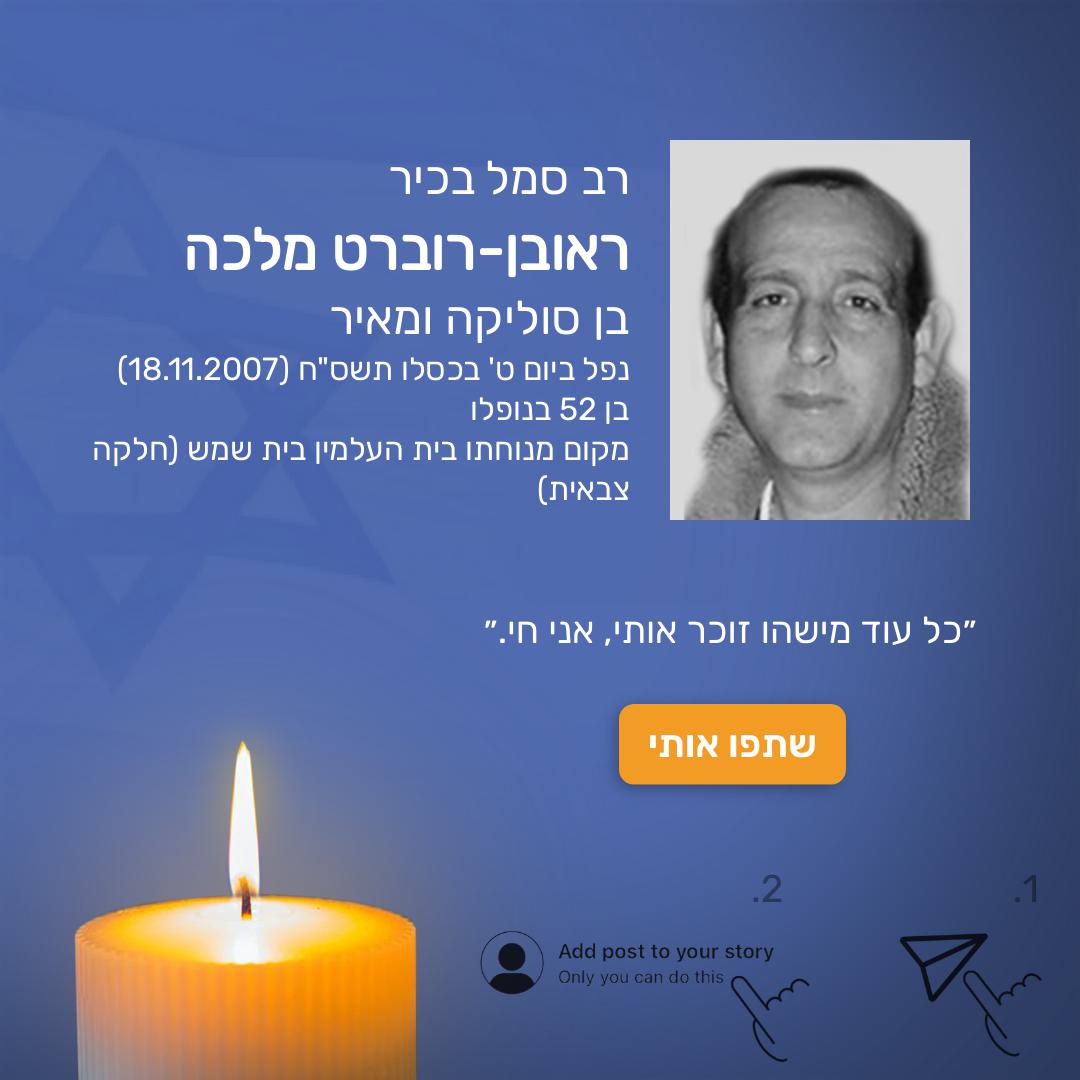 רב סמל בכיר
ראובן-רוברט מלכה
בן סוליקה ומאיר
נפל ביום ט' בכסלו תשס"ח (18.11.2007)
בן 52 בנופלו
מקום מנוחתו בית העלמין בית שמש (חלקה
צבאית)
״כל עוד מישהו זוכר אותי, אני חי.״
שתפו אותי
.1
.2
Add post to your story
Only you can do this